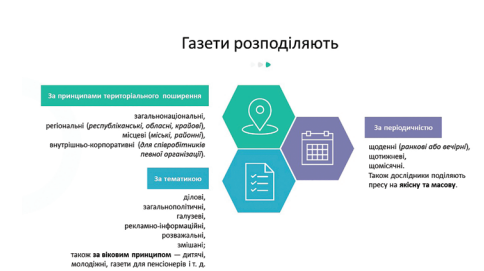 Газети розподіляють
За принципами територіального поширення
загальнонаціональні,
регіональні (республіканські, обласні, крайові),
місцеві (міські, районні),
внутрішньо-корпоративні (для співробітників
певної організації).
За тематикою
ділові,
загальнополітичні,
галузеві,
рекламно-інформаційні,
розважальні,
змішані;
також за віковим принципом — дитячі,
молодіжні, газети для пенсіонерів і т. д.
За періодичністю
щоденні (ранкові або вечірні),
щотижневі,
щомісячні.
Також дослідники поділяють
пресу на якісну та масову.